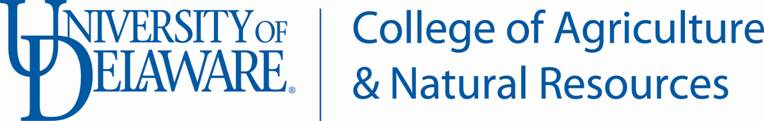 UNIVERSITY OF
DELAWARE®
College of Agriculture
& Natural Resources